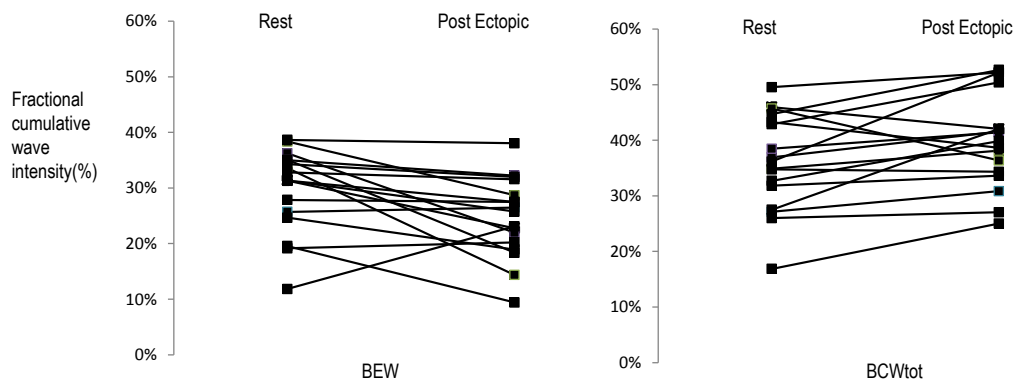 Fractional
cumulative
wave
intensity(%)
60%
50%
40%
30%
20%
10%
0%
Rest
Post Ectopic
BEW
60%
50%
40%
30%
20%
10%
0%
Rest
Post Ectopic
BCWtot